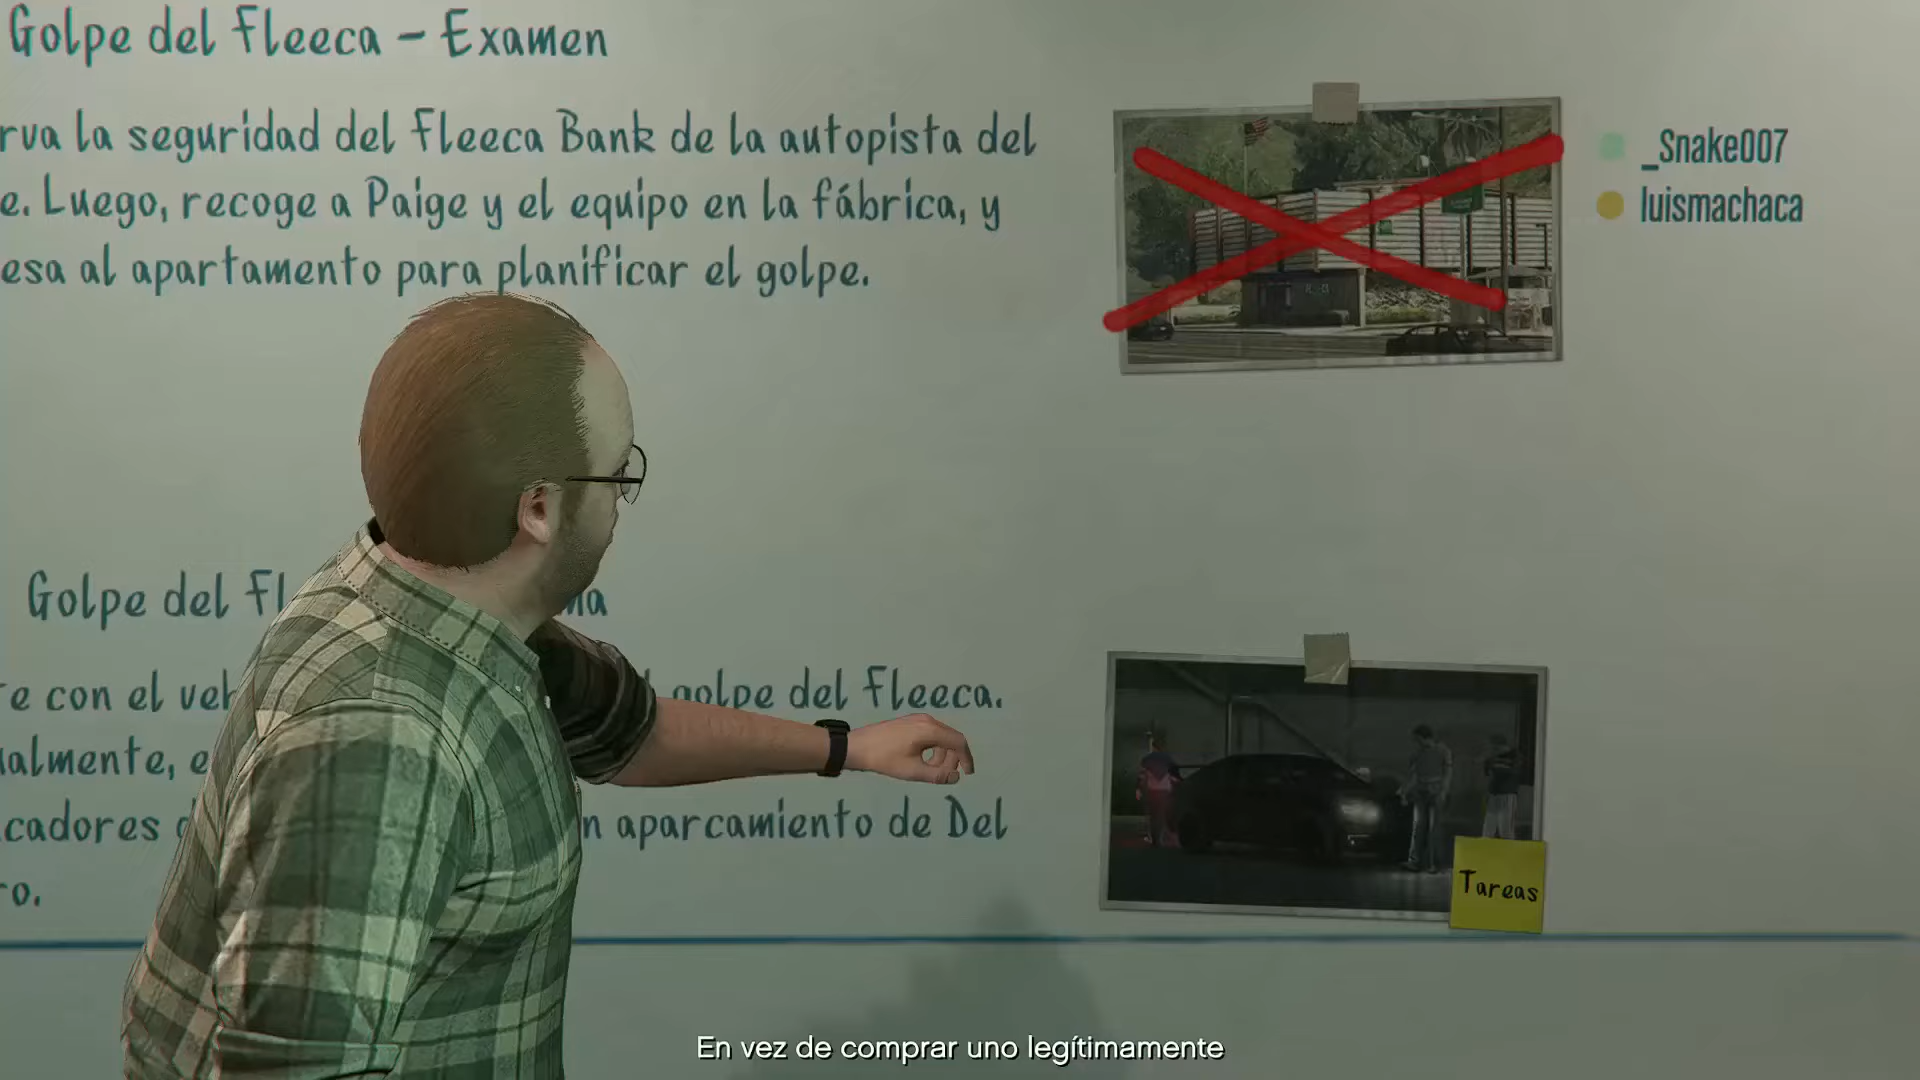 Golpe del Fleeca - Examen
rva la seguridad del Fleeca Bank de la autopista del
e. Luego, recoge a Paige y el equipo en la fábrica, y
esa al apartamento para planificar el golpe.
_Snake007
luismachaca
Golpe del Fl ma
e con el veh golpe del Fleeca.
almente, e
cadores d n aparcamiento de Del
ro.
Tareas
En vez de comprar uno legítimamente